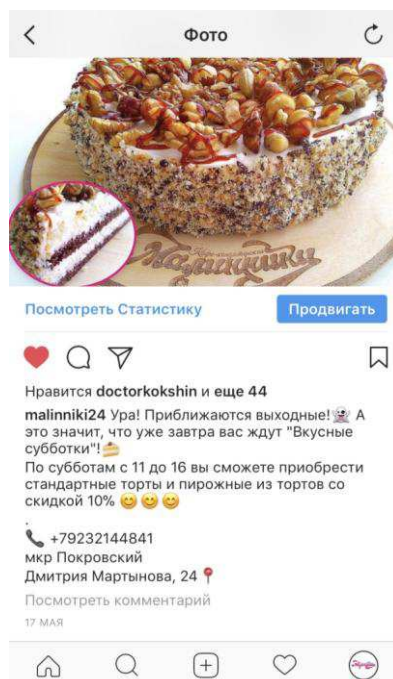 Фото
Малинники
Посмотреть Статистику
Продвигать
Нравится doctorkokshin и еще 44
malinniki24 Ура! Приближаются выходные!👻 А
это значит, что уже завтра вас ждут "Вкусные
субботки"!🍰
По субботам с 11 до 16 вы сможете приобрести
стандартные торты и пирожные из тортов со
скидкой 10% 😊😊😊
.
📞 +79232144841
мкр Покровский
Дмитрия Мартынова, 24📍
Посмотреть комментарий
17 МАЯ